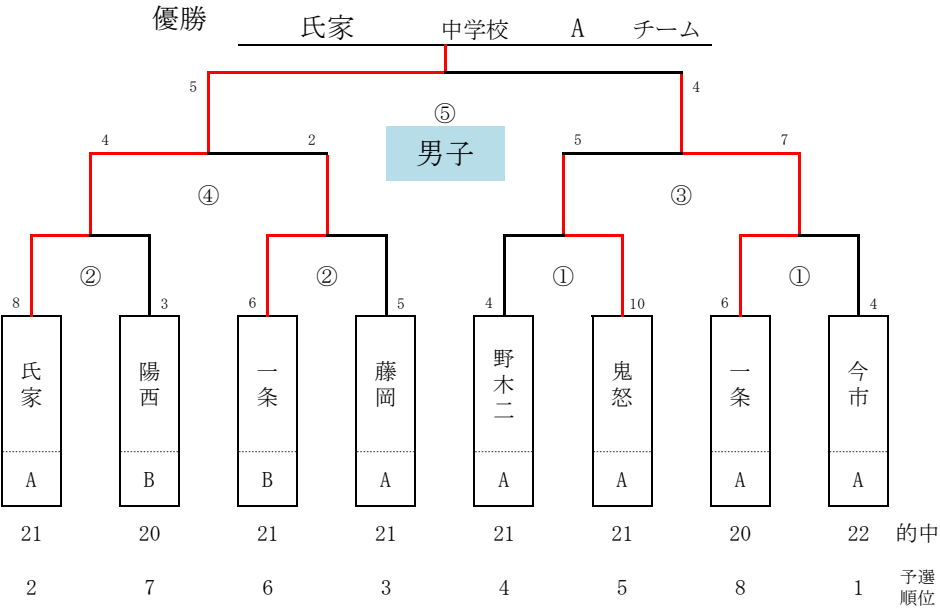 優勝 氏家 中学校 A チーム
5 4
⑤
4 2 男子 5 7
④ ③
② ② ① ①
8 3 6 5 4 10 6 4
氏家 陽西 一条 藤岡 野木二 鬼怒 一条 今市
A B B A A A A A
21 20 21 21 21 21 20 22 的中
2 7 6 3 4 5 8 1 予選順位